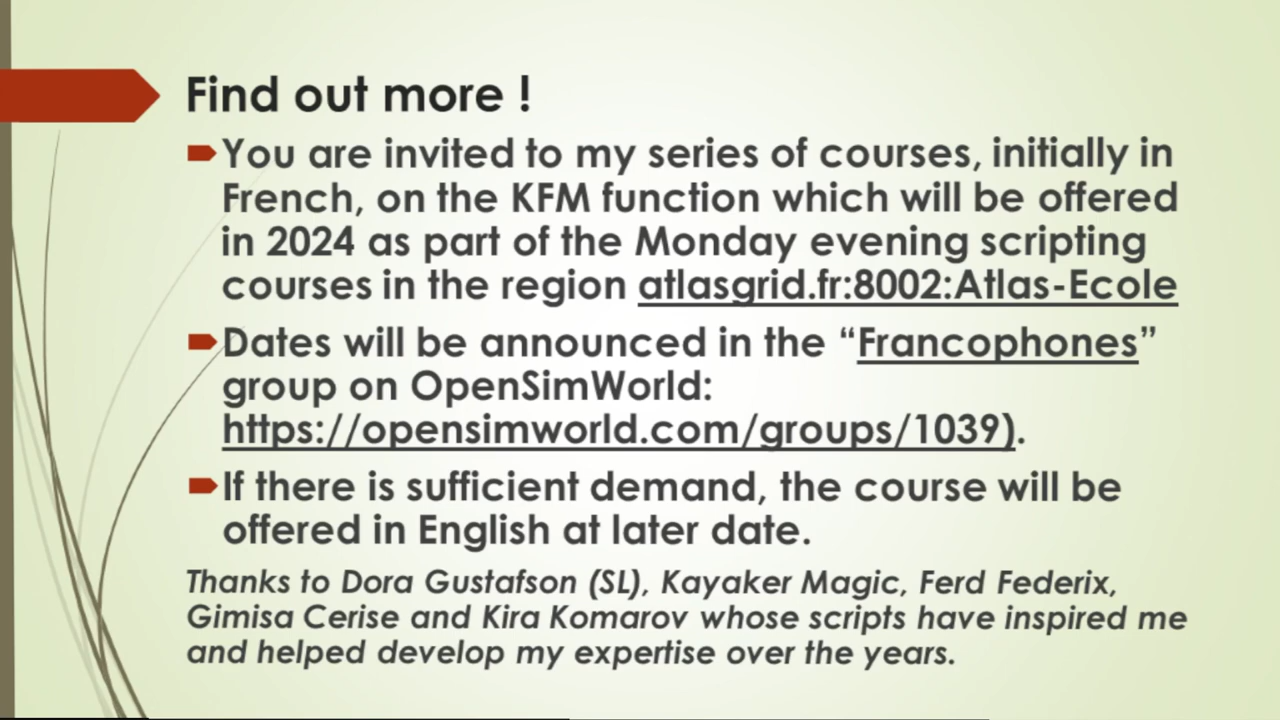 Find out more !
You are invited to my series of courses, initially in
French, on the KFM function which will be offered
in 2024 as part of the Monday evening scripting
courses in the region atlasgrid.fr:8002:Atlas-Ecole
Dates will be announced in the “Francophones”
group on OpenSimWorld:
https://opensimworld.com/groups/1039).
If there is sufficient demand, the course will be
offered in English at later date.
Thanks to Dora Gustafson (SL), Kayaker Magic, Ferd Federix,
Gimisa Cerise and Kira Komarov whose scripts have inspired me
and helped develop my expertise over the years.